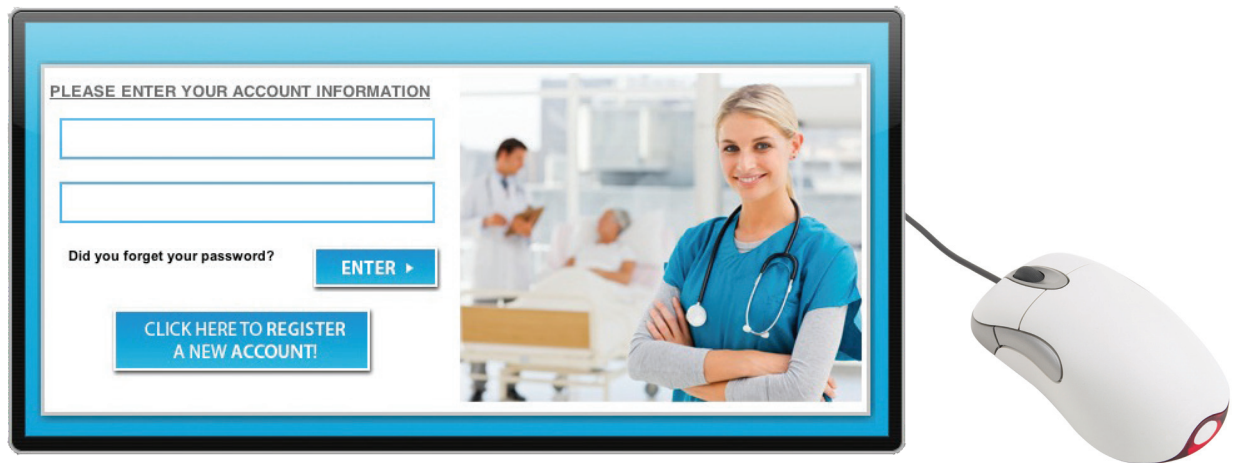 PLEASE ENTER YOUR ACCOUNT INFORMATION
Did you forget your password?
ENTER
CLICK HERE TO REGISTER
A NEW ACCOUNT!